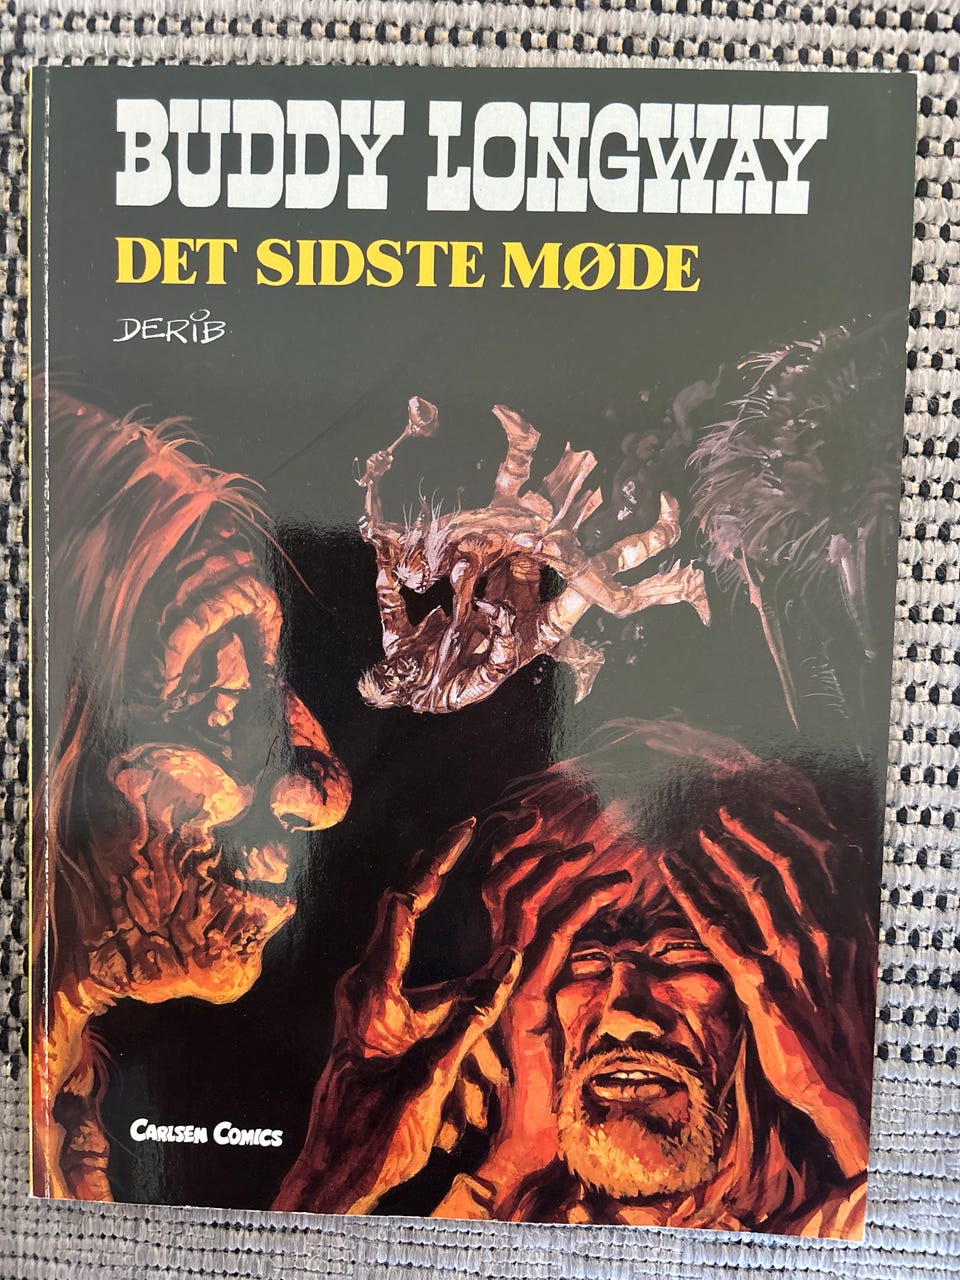 BUDDY LONGWAY
DET SIDSTE MØDE
DERIB
CARLSEN COMICS